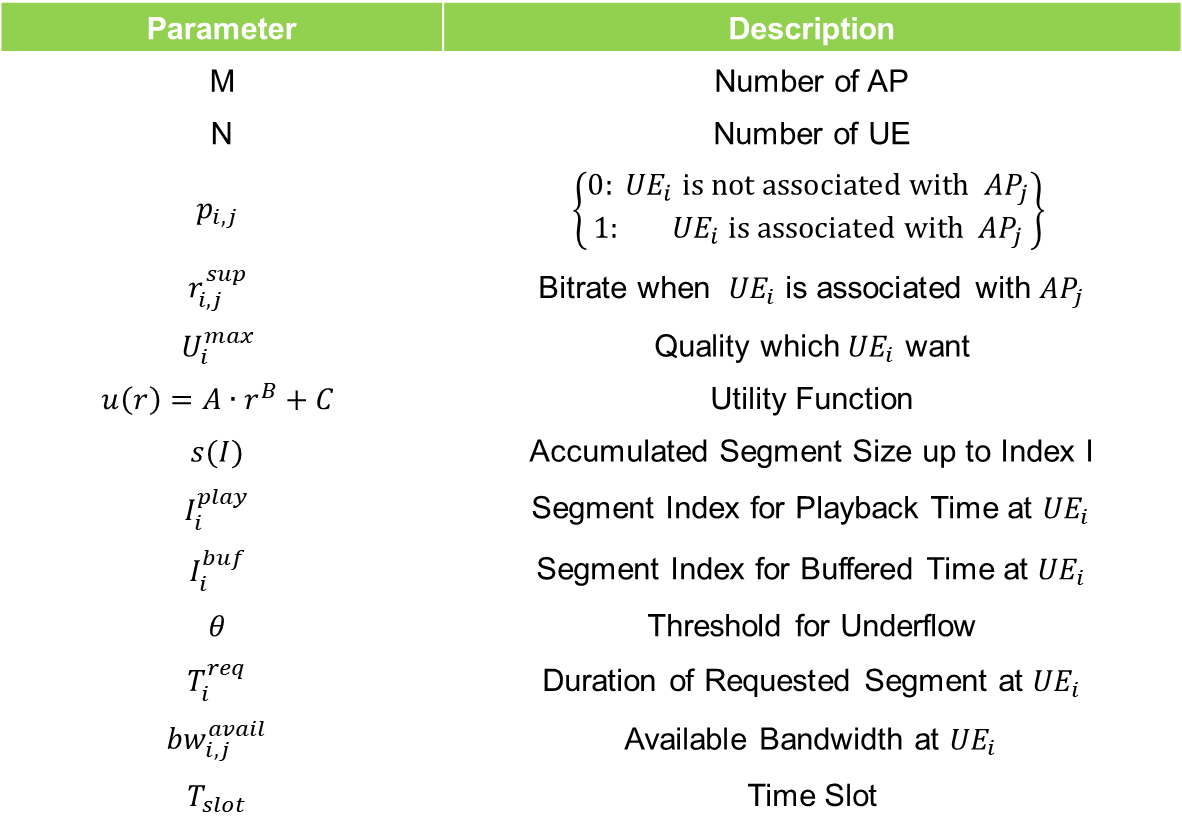 Parameter Description
M Number of AP
N Number of UE
p_{i,j} {0: UE_i is not associated with AP_j
1: UE_i is associated with AP_j}
r_{i,j}^{sup} Bitrate when UE_i is associated with AP_j
U_i^{max} Quality which UE_i want
u(r) = A · r^B + C Utility Function
s(I) Accumulated Segment Size up to Index I
I_i^{play} Segment Index for Playback Time at UE_i
I_i^{buf} Segment Index for Buffered Time at UE_i
θ Threshold for Underflow
T_i^{req} Duration of Requested Segment at UE_i
bw_{i,j}^{avail} Available Bandwidth at UE_i
T_{slot} Time Slot